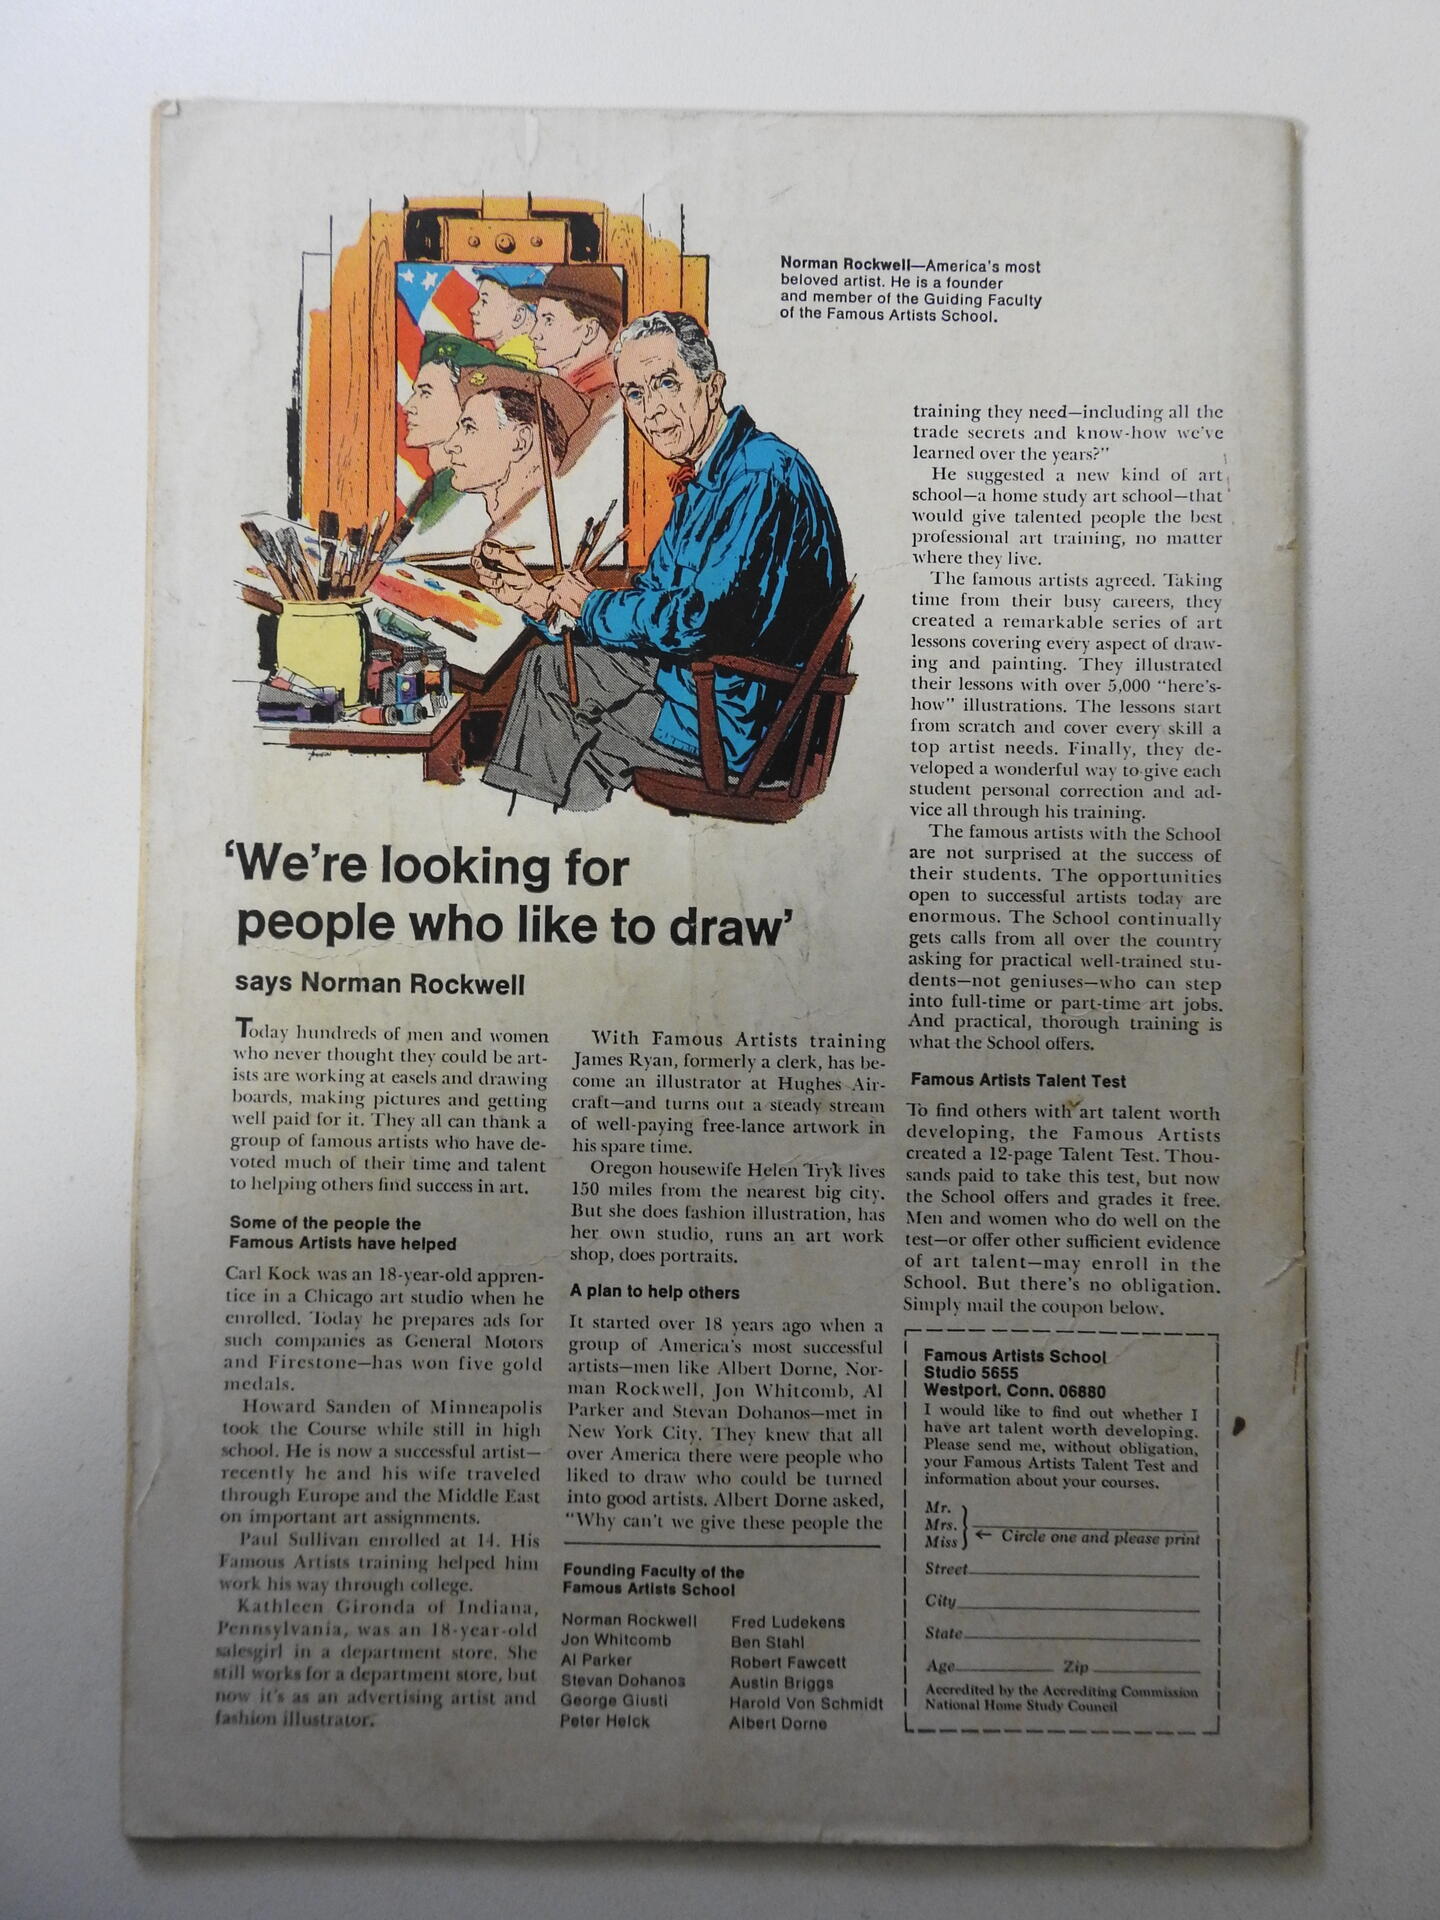 Norman Rockwell—America's most
beloved artist. He is a founder
and member of the Guiding Faculty
of the Famous Artists School.
'We're looking for
people who like to draw'
says Norman Rockwell
Today hundreds of men and women
who never thought they could be art-
ists are working at easels and drawing
boards, making pictures and getting
well paid for it. They all can thank a
group of famous artists who have de-
voted much of their time and talent
to helping others find success in art.
Some of the people the
Famous Artists have helped
Carl Kock was an 18-year-old appren-
tice in a Chicago art studio when he
enrolled. Today he prepares ads for
such companies as General Motors
and Firestone—has won five gold
medals.
Howard Sanden of Minneapolis
took the Course while still in high
school. He is now a successful artist—
recently he and his wife traveled
through Europe and the Middle East
on important art assignments.
Paul Sullivan enrolled at 14. His
Famous Artists training helped him
work his way through college.
Kathleen Gironda of Indiana,
Pennsylvania, was an 18-year-old
salesgirl in a department store. She
still works for a department store, but
now it's as an advertising artist and
fashion illustrator.
With Famous Artists training
James Ryan, formerly a clerk, has be-
come an illustrator at Hughes Air-
craft—and turns out a steady stream
of well-paying free-lance artwork in
his spare time.
Oregon housewife Helen Tryk lives
150 miles from the nearest big city.
But she does fashion illustration, has
her own studio, runs an art work
shop, does portraits.
A plan to help others
It started over 18 years ago when a
group of America's most successful
artists—men like Albert Dorne, Nor-
man Rockwell, Jon Whitcomb, Al
Parker and Stevan Dohanos—met in
New York City. They knew that all
over America there were people who
liked to draw who could be turned
into good artists. Albert Dorne asked,
"Why can't we give these people the
training they need—including all the
trade secrets and know-how we've
learned over the years?"
He suggested a new kind of art
school—a home study art school—that
would give talented people the best
professional art training, no matter
where they live.
The famous artists agreed. Taking
time from their busy careers, they
created a remarkable series of art
lessons covering every aspect of draw-
ing and painting. They illustrated
their lessons with over 5,000 "here's-
how" illustrations. The lessons start
from scratch and cover every skill a
top artist needs. Finally, they de-
veloped a wonderful way to give each
student personal correction and ad-
vice all through his training.
The famous artists with the School
are not surprised at the success of
their students. The opportunities
open to successful artists today are
enormous. The School continually
gets calls from all over the country
asking for practical well-trained stu-
dents—not geniuses—who can step
into full-time or part-time art jobs.
And practical, thorough training is
what the School offers.
Famous Artists Talent Test
To find others with art talent worth
developing, the Famous Artists
created a 12-page Talent Test. Thou-
sands paid to take this test, but now
the School offers and grades it free.
Men and women who do well on the
test—or offer other sufficient evidence
of art talent—may enroll in the
School. But there's no obligation.
Simply mail the coupon below.
Founding Faculty of the
Famous Artists School
Norman Rockwell
Jon Whitcomb
Al Parker
Stevan Dohanos
George Giusti
Peter Helck
Fred Ludekens
Ben Stahl
Robert Fawcett
Austin Briggs
Harold Von Schmidt
Albert Dorne
Famous Artists School
Studio 5655
Westport, Conn. 06880
I would like to find out whether I
have art talent worth developing.
Please send me, without obligation,
your Famous Artists Talent Test and
information about your courses.
Mr.
Mrs.
Miss ← Circle one and please print
Street
City
State
Age Zip
Accredited by the Accrediting Commission
National Home Study Council